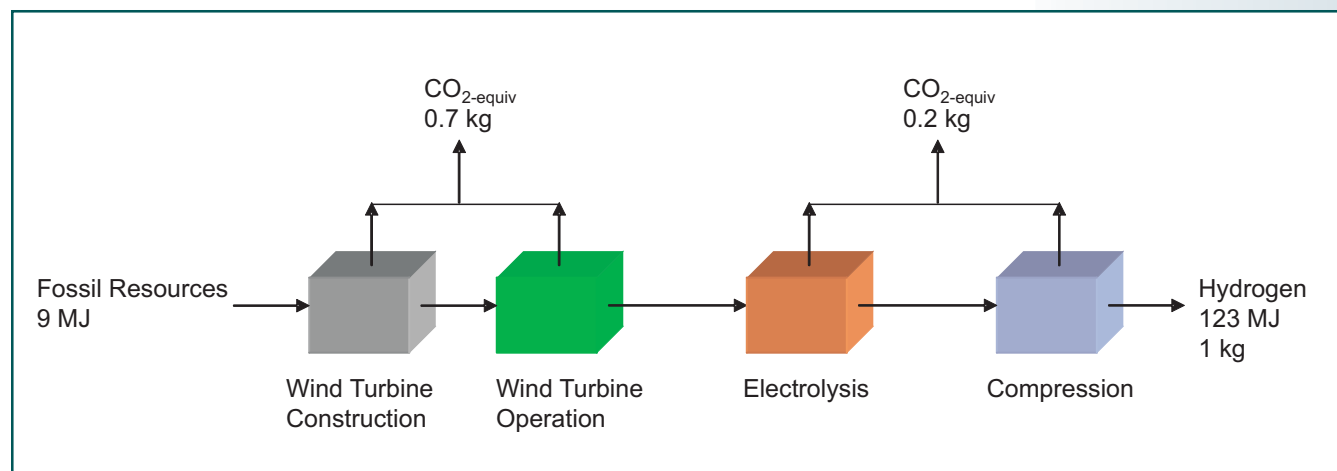 CO2-equiv
0.7 kg
CO2-equiv
0.2 kg
Fossil Resources
9 MJ
Hydrogen
123 MJ
1 kg
Wind Turbine
Construction
Wind Turbine
Operation
Electrolysis
Compression